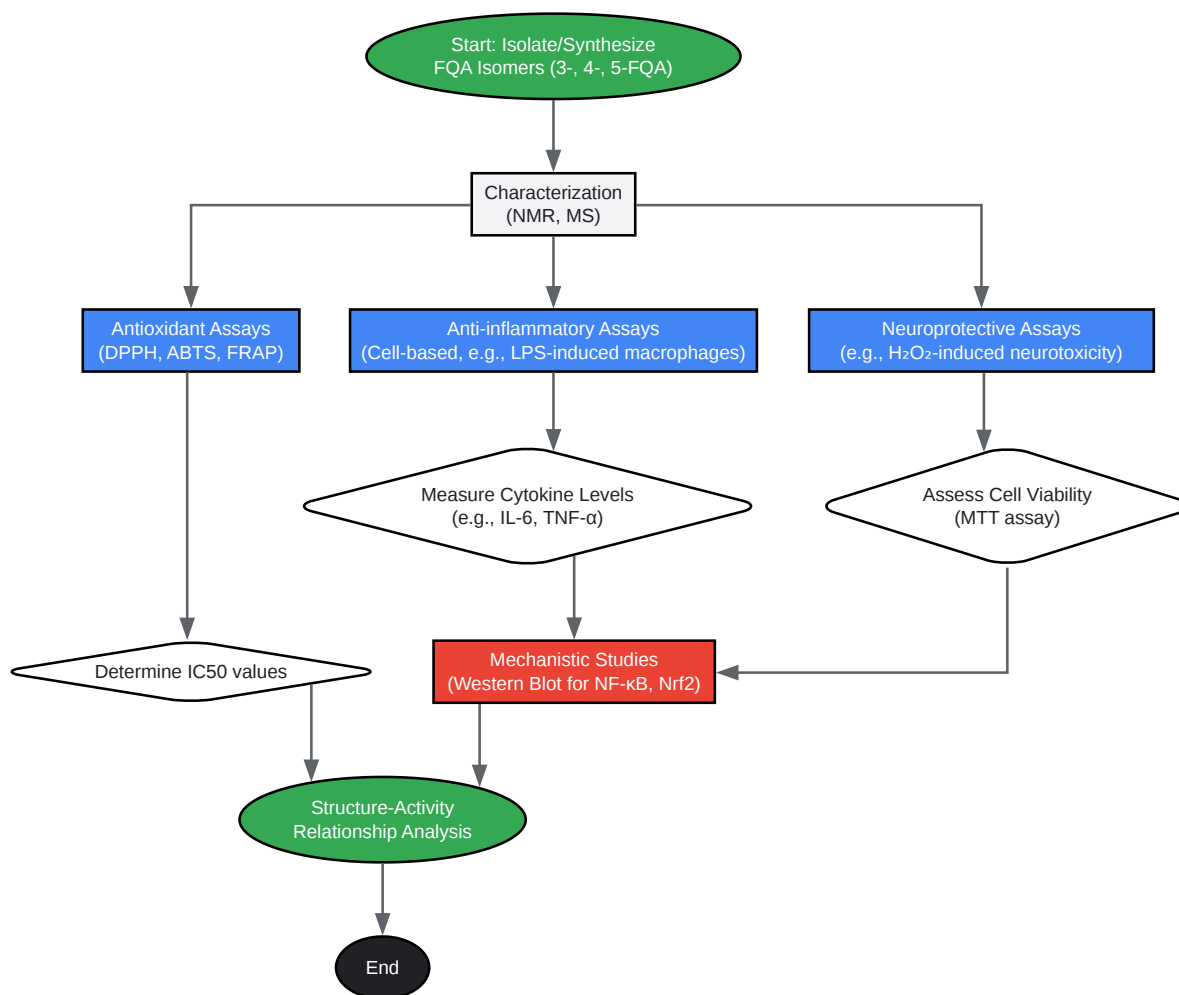 Start: Isolate/Synthesize
FQA Isomers (3-, 4-, 5-FQA)
Characterization
(NMR, MS)
Antioxidant Assays
(DPPH, ABTS, FRAP)
Anti-inflammatory Assays
(Cell-based, e.g., LPS-induced macrophages)
Neuroprotective Assays
(e.g., H₂O₂-induced neurotoxicity)
Measure Cytokine Levels
(e.g., IL-6, TNF-α)
Assess Cell Viability
(MTT assay)
Determine IC50 values
Mechanistic Studies
(Western Blot for NF-κB, Nrf2)
Structure-Activity
Relationship Analysis
End